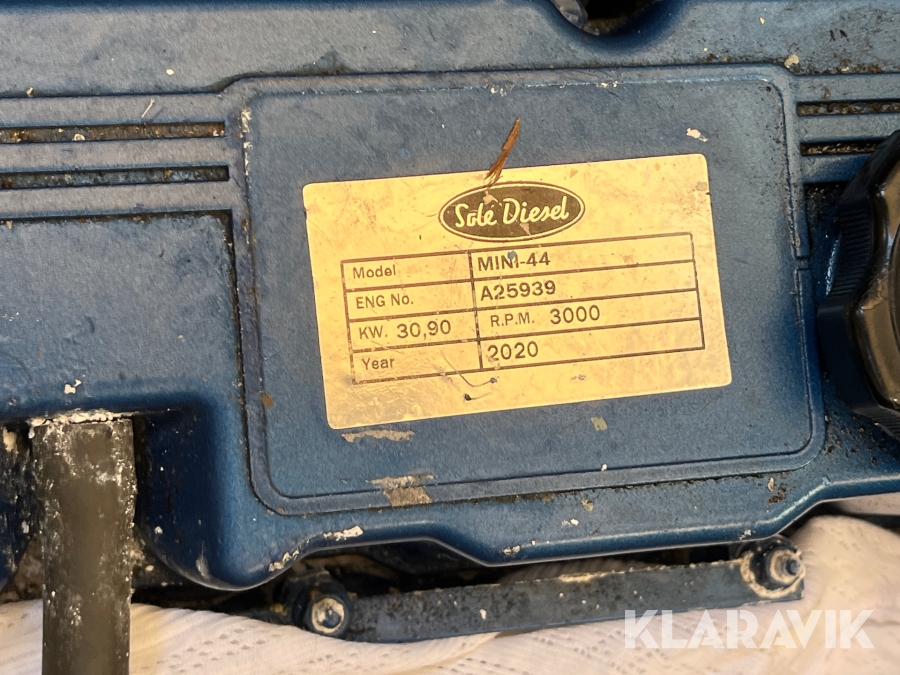 Solé Diesel
Model MINI-44
ENG No. A25939
KW. 30,90 R.P.M. 3000
Year 2020
KLARAVIK